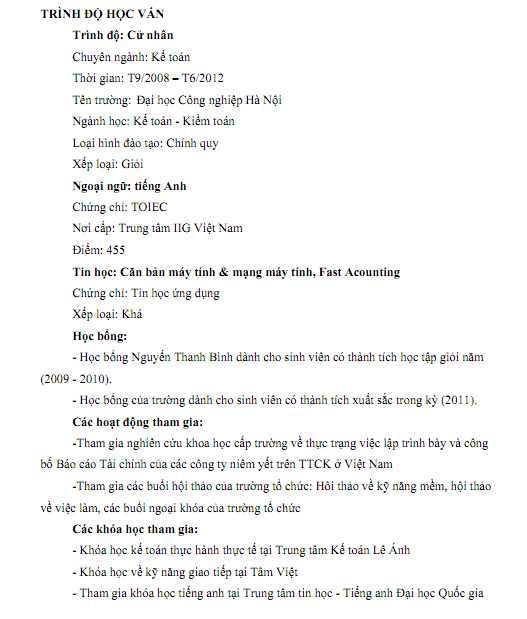 TRÌNH ĐỘ HỌC VẤN
Trình độ: Cử nhân
Chuyên ngành: Kế toán
Thời gian: T9/2008 – T6/2012
Tên trường: Đại học Công nghiệp Hà Nội
Ngành học: Kế toán - Kiểm toán
Loại hình đào tạo: Chính quy
Xếp loại: Giỏi
Ngoại ngữ: tiếng Anh
Chứng chỉ: TOIEC
Nơi cấp: Trung tâm IIG Việt Nam
Điểm: 455
Tin học: Căn bản máy tính & mạng máy tính, Fast Acounting
Chứng chỉ: Tin học ứng dụng
Xếp loại: Khá
Học bổng:
- Học bổng Nguyễn Thanh Bình dành cho sinh viên có thành tích học tập giỏi năm
(2009 - 2010).
- Học bổng của trường dành cho sinh viên có thành tích xuất sắc trong kỳ (2011).
Các hoạt động tham gia:
-Tham gia nghiên cứu khoa học cấp trường về thực trạng việc lập trình bày và công
bố Báo cáo Tài chính của các công ty niêm yết trên TTCK ở Việt Nam
-Tham gia các buổi hội thảo của trường tổ chức: Hôi thảo về kỹ năng mềm, hội thảo
về việc làm, các buổi ngoại khóa của trường tổ chức
Các khóa học tham gia:
- Khóa học kế toán thực hành thực tế tại Trung tâm Kế toán Lê Ánh
- Khóa học về kỹ năng giao tiếp tại Tâm Việt
- Tham gia khóa học tiếng anh tại Trung tâm tin học - Tiếng anh Đại học Quốc gia